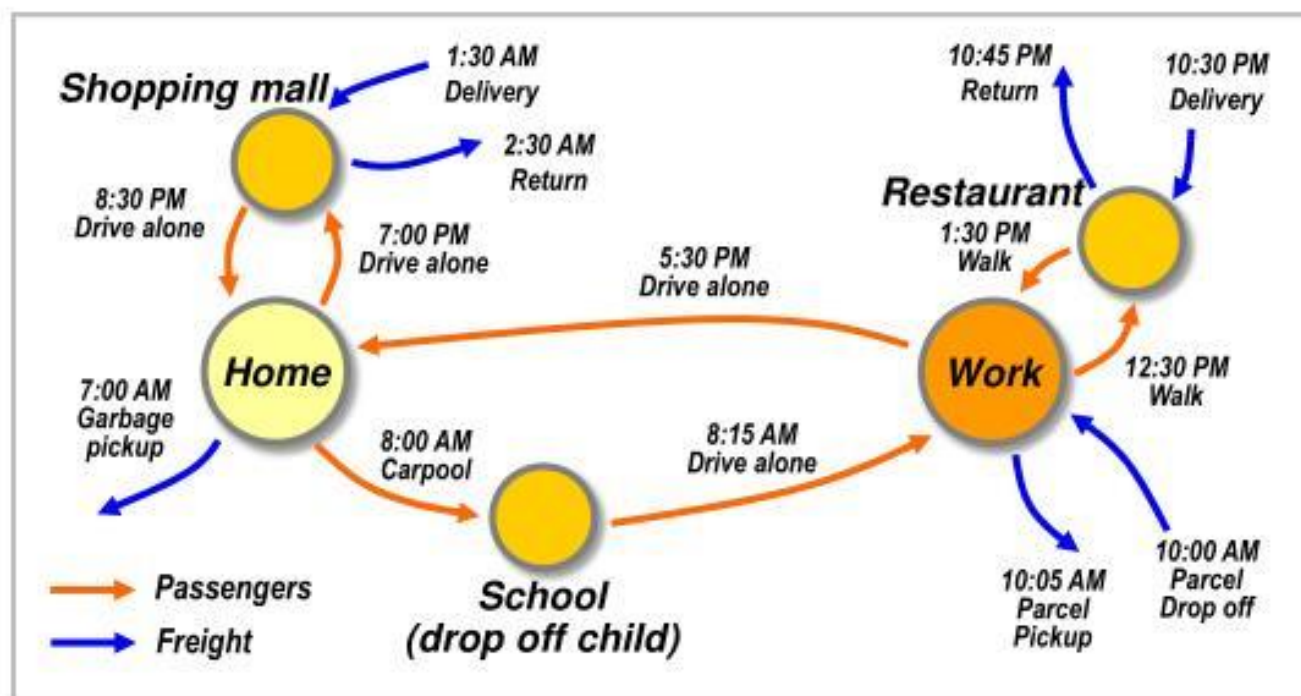 Shopping mall
1:30 AM
Delivery
2:30 AM
Return
8:30 PM
Drive alone
7:00 PM
Drive alone
10:45 PM
Return
10:30 PM
Delivery
Restaurant
1:30 PM
Walk
5:30 PM
Drive alone
Home
Work
12:30 PM
Walk
7:00 AM
Garbage
pickup
8:00 AM
Carpool
8:15 AM
Drive alone
10:00 AM
Parcel
Drop off
10:05 AM
Parcel
Pickup
School
(drop off child)
Passengers
Freight